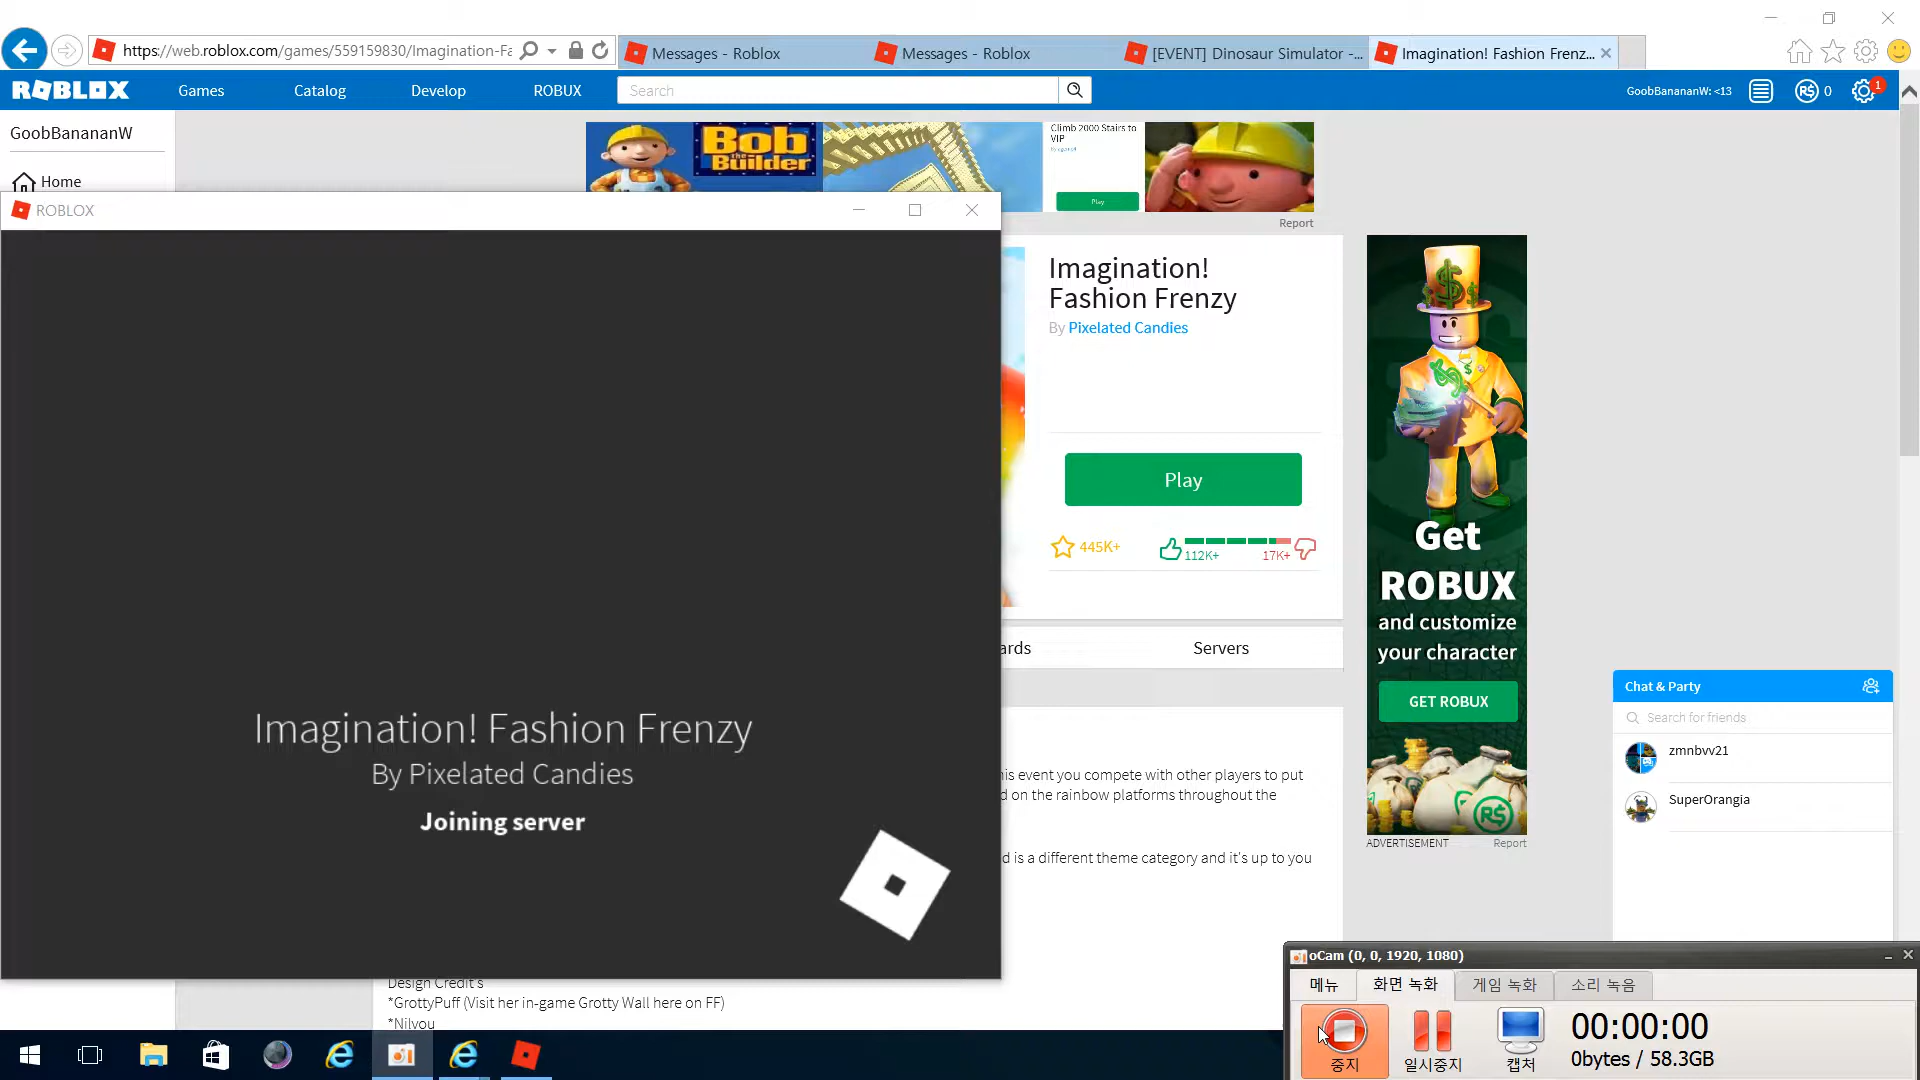 https://web.roblox.com/games/559159830/Imagination-Fa
Messages - Roblox
Messages - Roblox
[EVENT] Dinosaur Simulator -...
Imagination! Fashion Frenz...
ROBLOX
Games
Catalog
Develop
ROBUX
Search
GoobBanananW: <13
0
1
GoobBanananW
Home
Bob
the
Builder
Climb 2000 Stairs to
VIP
Play
Report
ROBLOX
Imagination! Fashion Frenzy
By Pixelated Candies
Joining server
Imagination!
Fashion Frenzy
By Pixelated Candies
Play
445K+
112K+
17K+
ards
Servers
his event you compete with other players to put
d on the rainbow platforms throughout the
d is a different theme category and it's up to you
Design Credit's
*GrottyPuff (Visit her in-game Grotty Wall here on FF)
*Nilvou
Get
ROBUX
and customize
your character
GET ROBUX
R$
ADVERTISEMENT
Report
Chat & Party
Search for friends
zmnbvv21
SuperOrangia
oCam (0, 0, 1920, 1080)
메뉴
화면 녹화
게임 녹화
소리 녹음
중지
일시중지
캡처
00:00:00
0bytes / 58.3GB